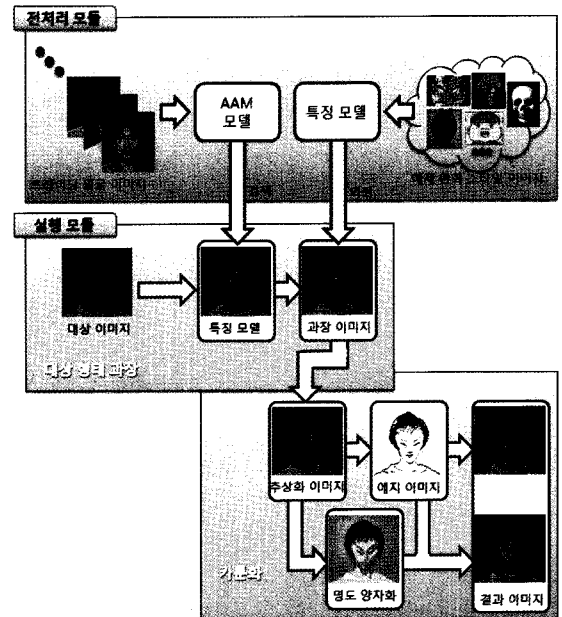 전처리 모듈
AAM
모델
특징 모델
실행 모듈
대상 이미지
특징 모델
과장 이미지
대상 형태 과장
추상화 이미지
에지 이미지
명도 양자화
결과 이미지
카툰화